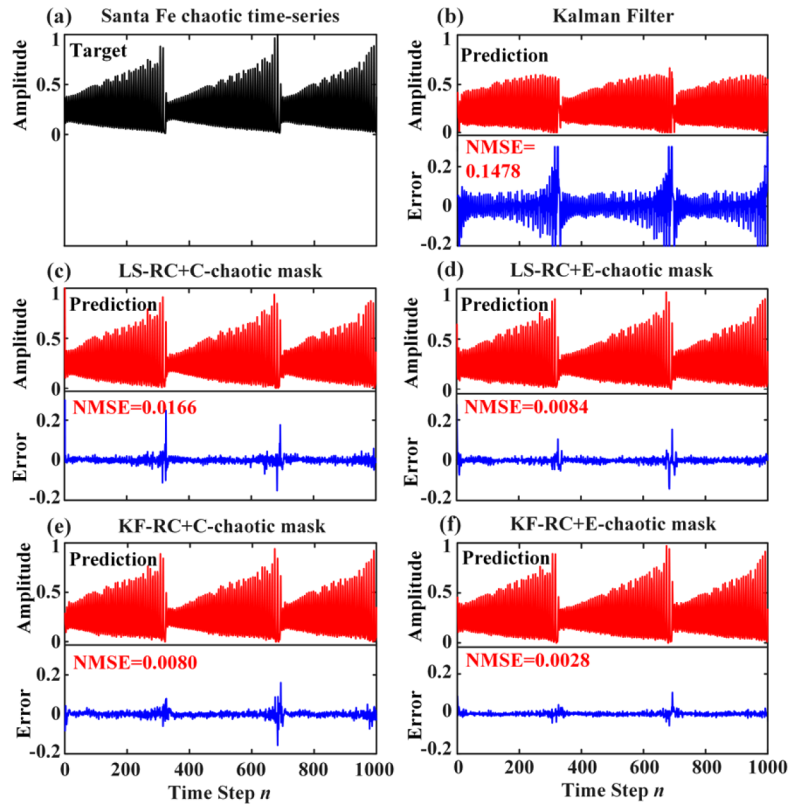 (a) Santa Fe chaotic time-series
Target
Amplitude
1
0.5
0
(b) Kalman Filter
Prediction
Amplitude
1
0.5
0
NMSE=
0.1478
Error
0.2
0
-0.2
(c) LS-RC+C-chaotic mask
Prediction
Amplitude
1
0.5
0
NMSE=0.0166
Error
0.2
0
-0.2
(d) LS-RC+E-chaotic mask
Prediction
Amplitude
1
0.5
0
NMSE=0.0084
Error
0.2
0
-0.2
(e) KF-RC+C-chaotic mask
Prediction
Amplitude
1
0.5
0
NMSE=0.0080
Error
0.2
0
-0.2
0 200 400 600 800 1000
Time Step n
(f) KF-RC+E-chaotic mask
Prediction
Amplitude
1
0.5
0
NMSE=0.0028
Error
0.2
0
-0.2
0 200 400 600 800 1000
Time Step n